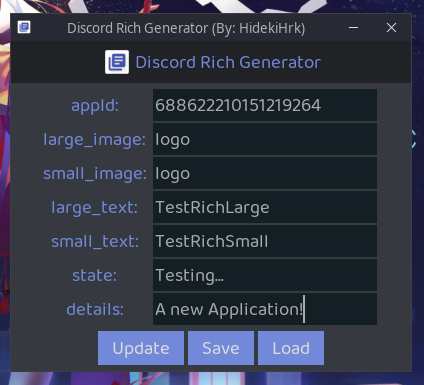 Discord Rich Generator (By: HidekiHrk)
Discord Rich Generator
appId: 688622210151219264
large_image: logo
small_image: logo
large_text: TestRichLarge
small_text: TestRichSmall
state: Testing...
details: A new Application!
Update Save Load